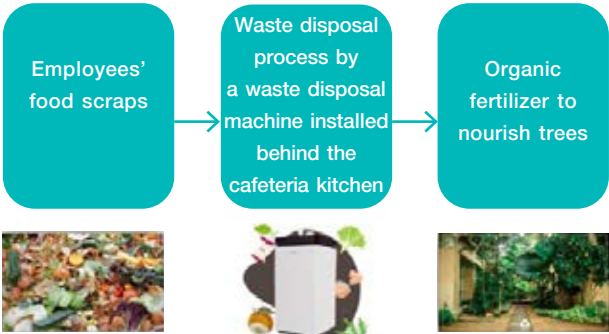 Employees’
food scraps
Waste disposal
process by
a waste disposal
machine installed
behind the
cafeteria kitchen
Organic
fertilizer to
nourish trees